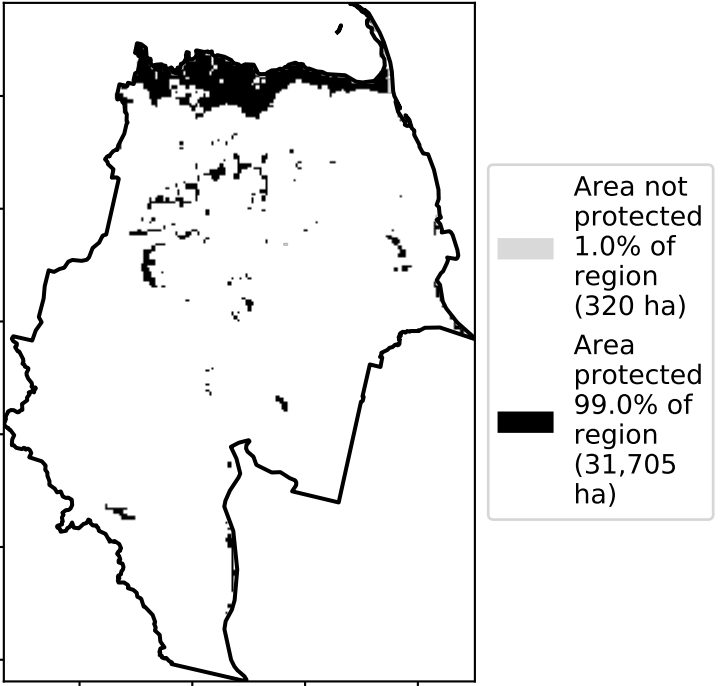 Area not
protected
1.0% of
region
(320 ha)
Area
protected
99.0% of
region
(31,705
ha)